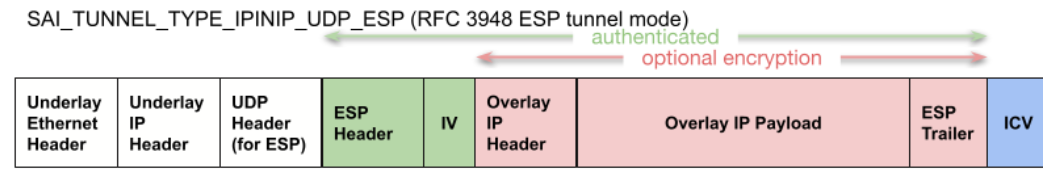 SAI_TUNNEL_TYPE_IPINIP_UDP_ESP (RFC 3948 ESP tunnel mode)
authenticated
optional encryption
Underlay
Ethernet
Header
Underlay
IP
Header
UDP
Header
(for ESP)
ESP
Header
IV
Overlay
IP
Header
Overlay IP Payload
ESP
Trailer
ICV